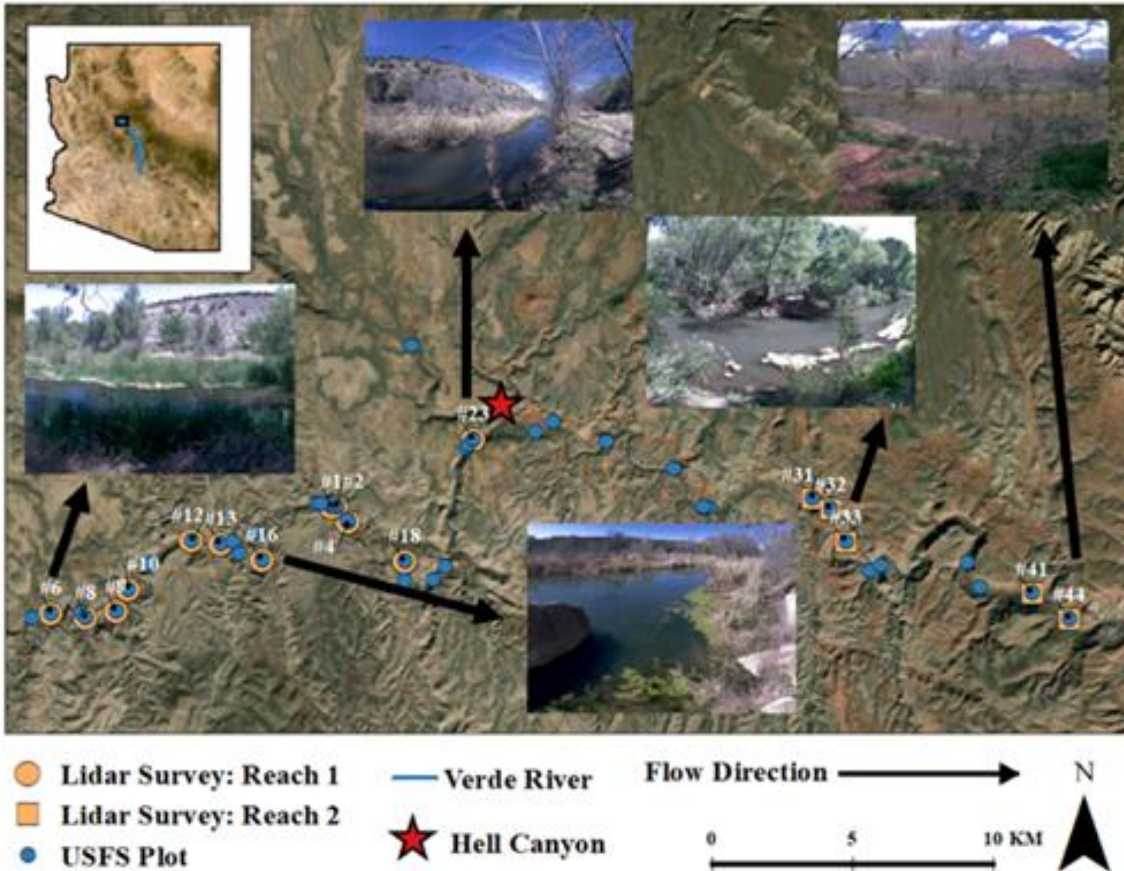 #23
#31
#32
#1#2
#33
#12
#13
#4
#16
#18
#10
#41
#6
#8
#44
Lidar Survey: Reach 1
Lidar Survey: Reach 2
USFS Plot
Verde River
Hell Canyon
Flow Direction
N
0 5 10 KM